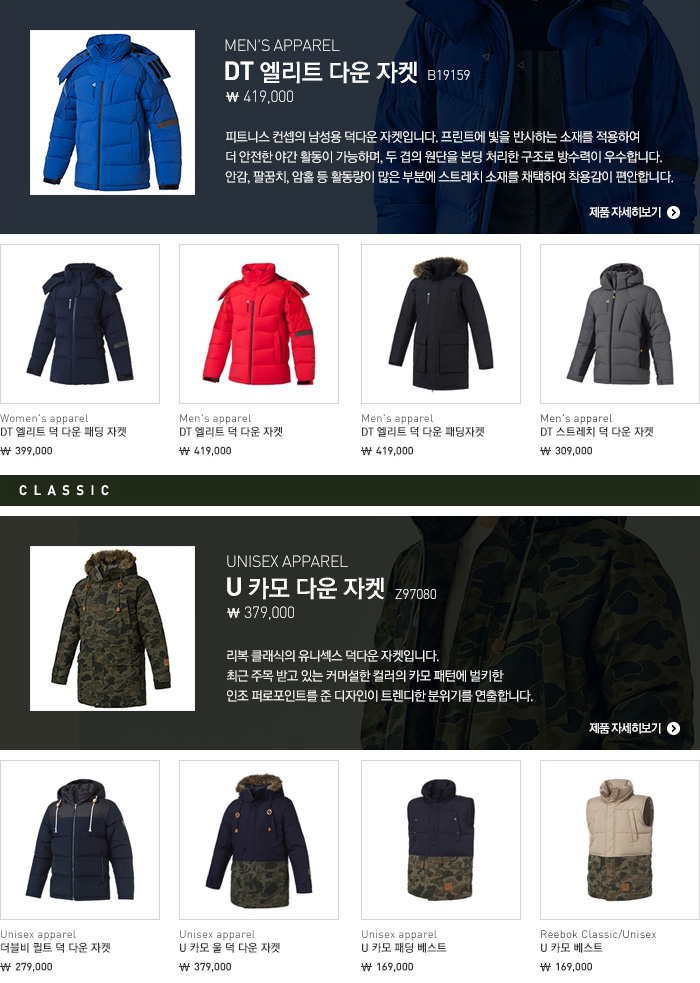 MEN'S APPAREL
DT 엘리트 다운 자켓 B19159
₩ 419,000
피트니스 컨셉의 남성용 덕다운 자켓입니다. 프린트에 빛을 반사하는 소재를 적용하여
더 안전한 야간 활동이 가능하며, 두 겹의 원단을 본딩 처리한 구조로 방수력이 우수합니다.
안감, 팔꿈치, 암홀 등 활동량이 많은 부분에 스트레치 소재를 채택하여 착용감이 편안합니다.
제품 자세히보기
Women's apparel
DT 엘리트 덕 다운 패딩 자켓
₩ 399,000
Men's apparel
DT 엘리트 덕 다운 자켓
₩ 419,000
Men's apparel
DT 엘리트 덕 다운 패딩자켓
₩ 419,000
Men's apparel
DT 스트레치 덕 다운 자켓
₩ 309,000
CLASSIC
UNISEX APPAREL
U 카모 다운 자켓 Z97080
₩ 379,000
리복 클래식의 유니섹스 덕다운 자켓입니다.
최근 주목 받고 있는 커머셜한 컬러의 카모 패턴에 벌키한
인조 퍼로포인트를 준 디자인이 트렌디한 분위기를 연출합니다.
제품 자세히보기
Unisex apparel
더블비 퀼트 덕 다운 자켓
₩ 279,000
Unisex apparel
U 카모 울 덕 다운 자켓
₩ 379,000
Unisex apparel
U 카모 패딩 베스트
₩ 169,000
Reebok Classic/Unisex
U 카모 베스트
₩ 169,000